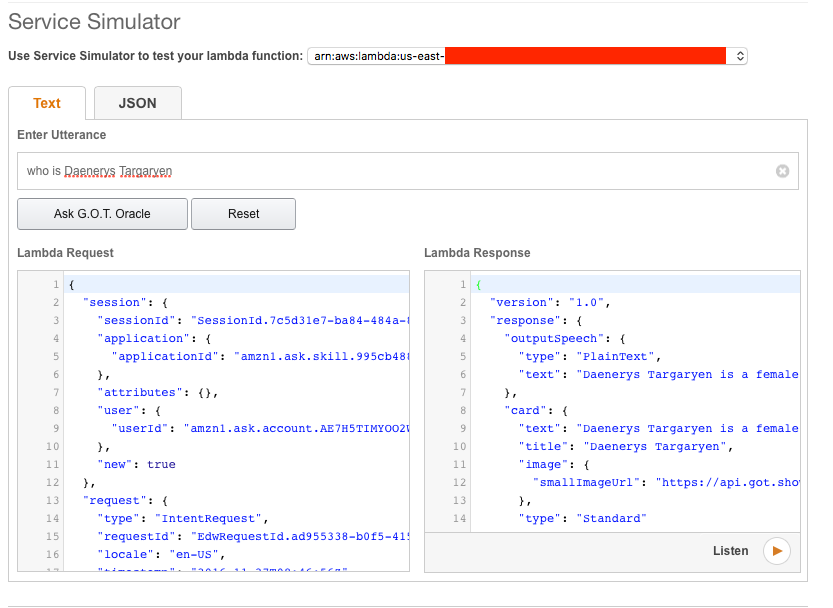 Service Simulator
Use Service Simulator to test your lambda function: arn:aws:lambda:us-east-
Text JSON
Enter Utterance
who is Daenerys Targaryen
Ask G.O.T. Oracle Reset
Lambda Request
1 {
2 "session": {
3 "sessionId": "SessionId.7c5d31e7-ba84-484a-
4 "application": {
5 "applicationId": "amzn1.ask.skill.995cb48
6 },
7 "attributes": {},
8 "user": {
9 "userId": "amzn1.ask.account.AE7H5TIMYOO2
10 },
11 "new": true
12 },
13 "request": {
14 "type": "IntentRequest",
15 "requestId": "EdwRequestId.ad955338-b0f5-415
16 "locale": "en-US",
Lambda Response
1 {
2 "version": "1.0",
3 "response": {
4 "outputSpeech": {
5 "type": "PlainText",
6 "text": "Daenerys Targaryen is a female
7 },
8 "card": {
9 "text": "Daenerys Targaryen is a female
10 "title": "Daenerys Targaryen",
11 "image": {
12 "smallImageUrl": "https://api.got.sho
13 },
14 "type": "Standard"
Listen